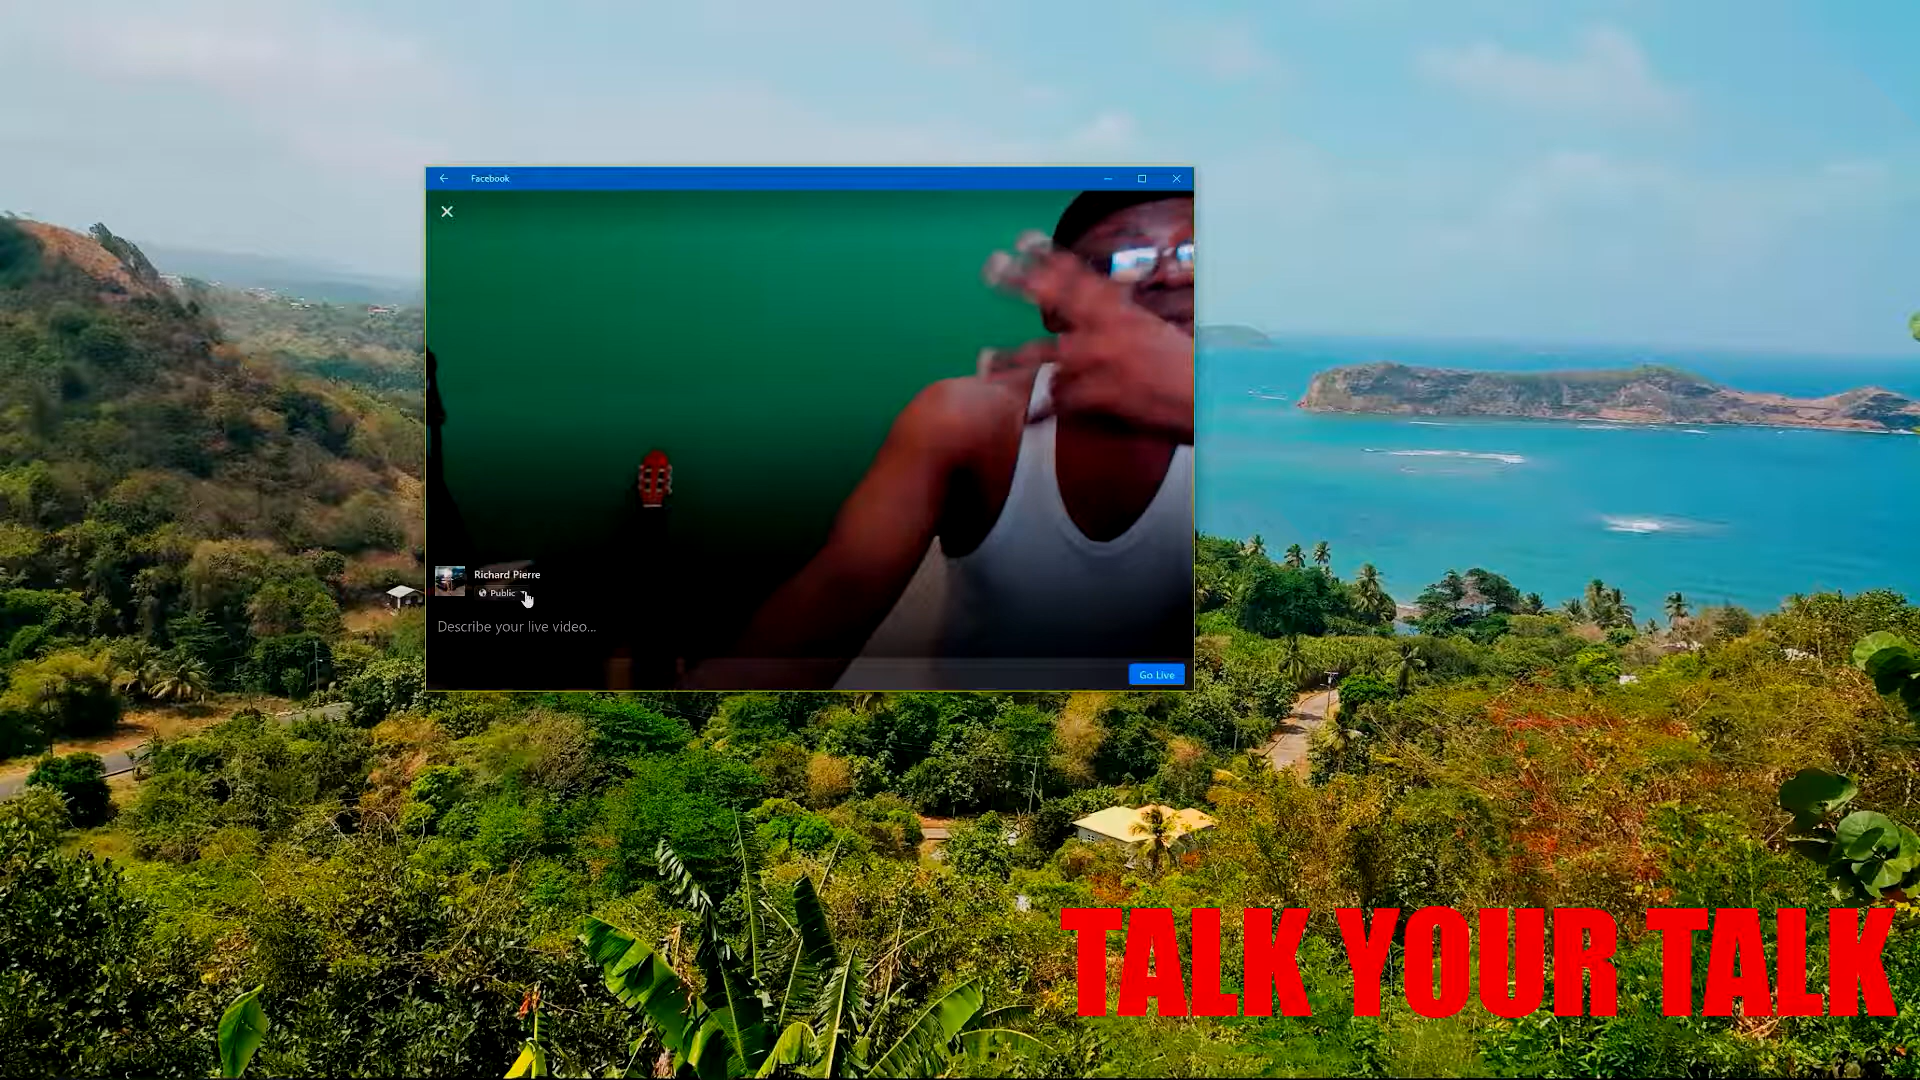 Facebook
Richard Pierre
Public
Describe your live video...
Go Live
TALK YOUR TALK